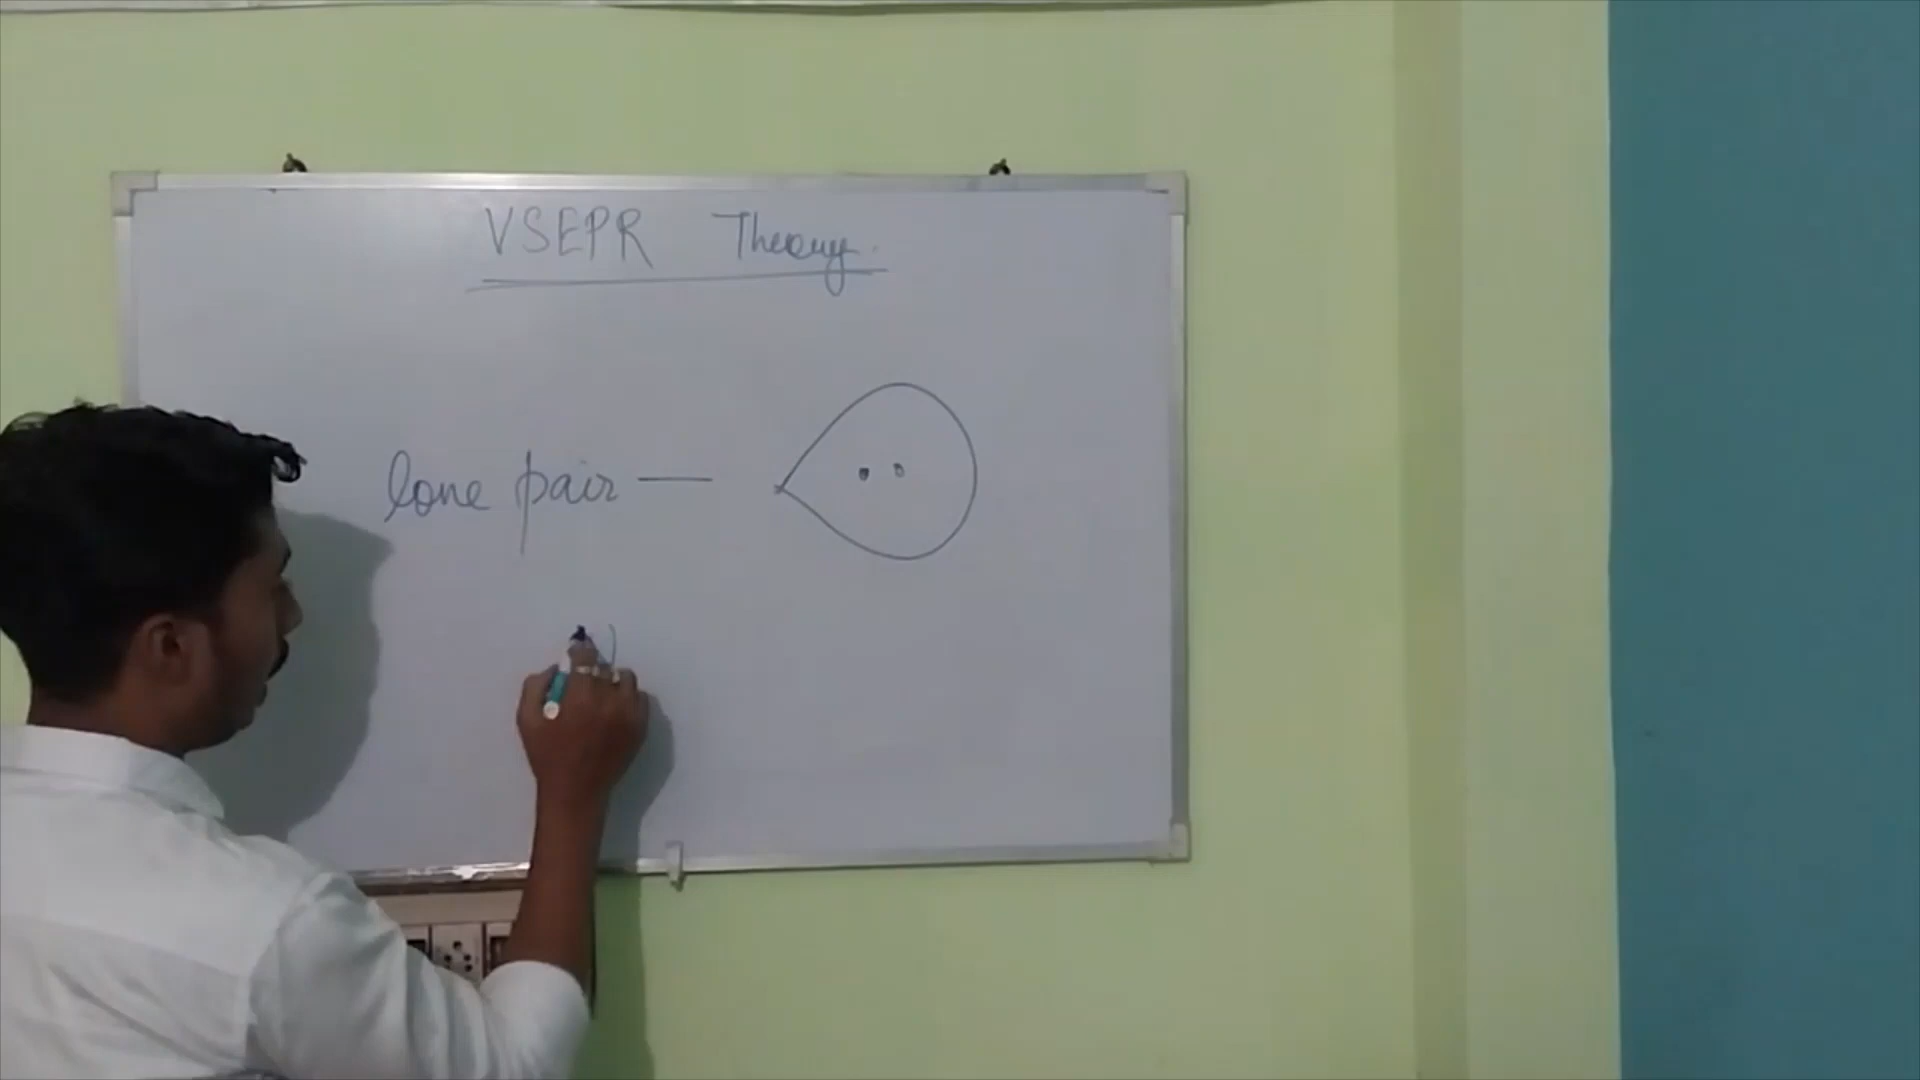 VSEPR Theory.
lone pair —